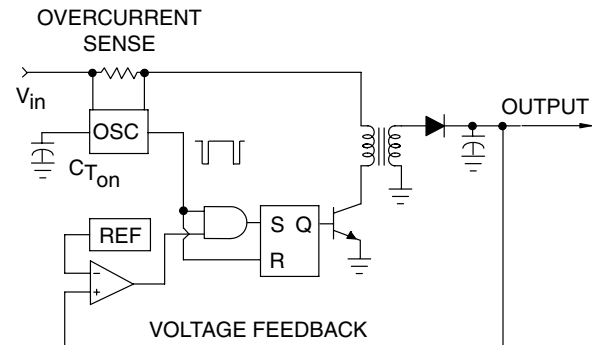 OVERCURRENT
SENSE
Vin
OUTPUT
OSC
CTon
REF
S Q
R
−
+
VOLTAGE FEEDBACK